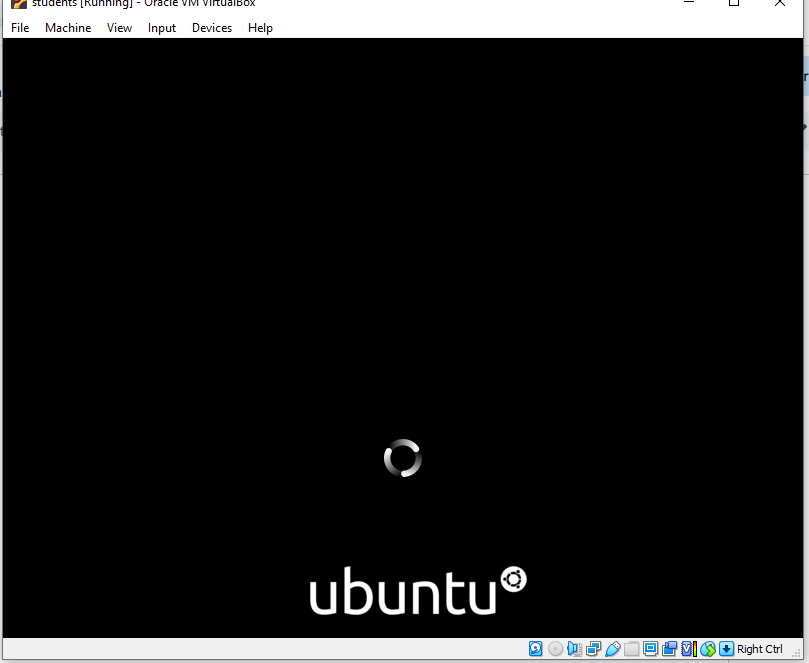 students [Running] - Oracle VM VirtualBox
File Machine View Input Devices Help
ubuntu
Right Ctrl